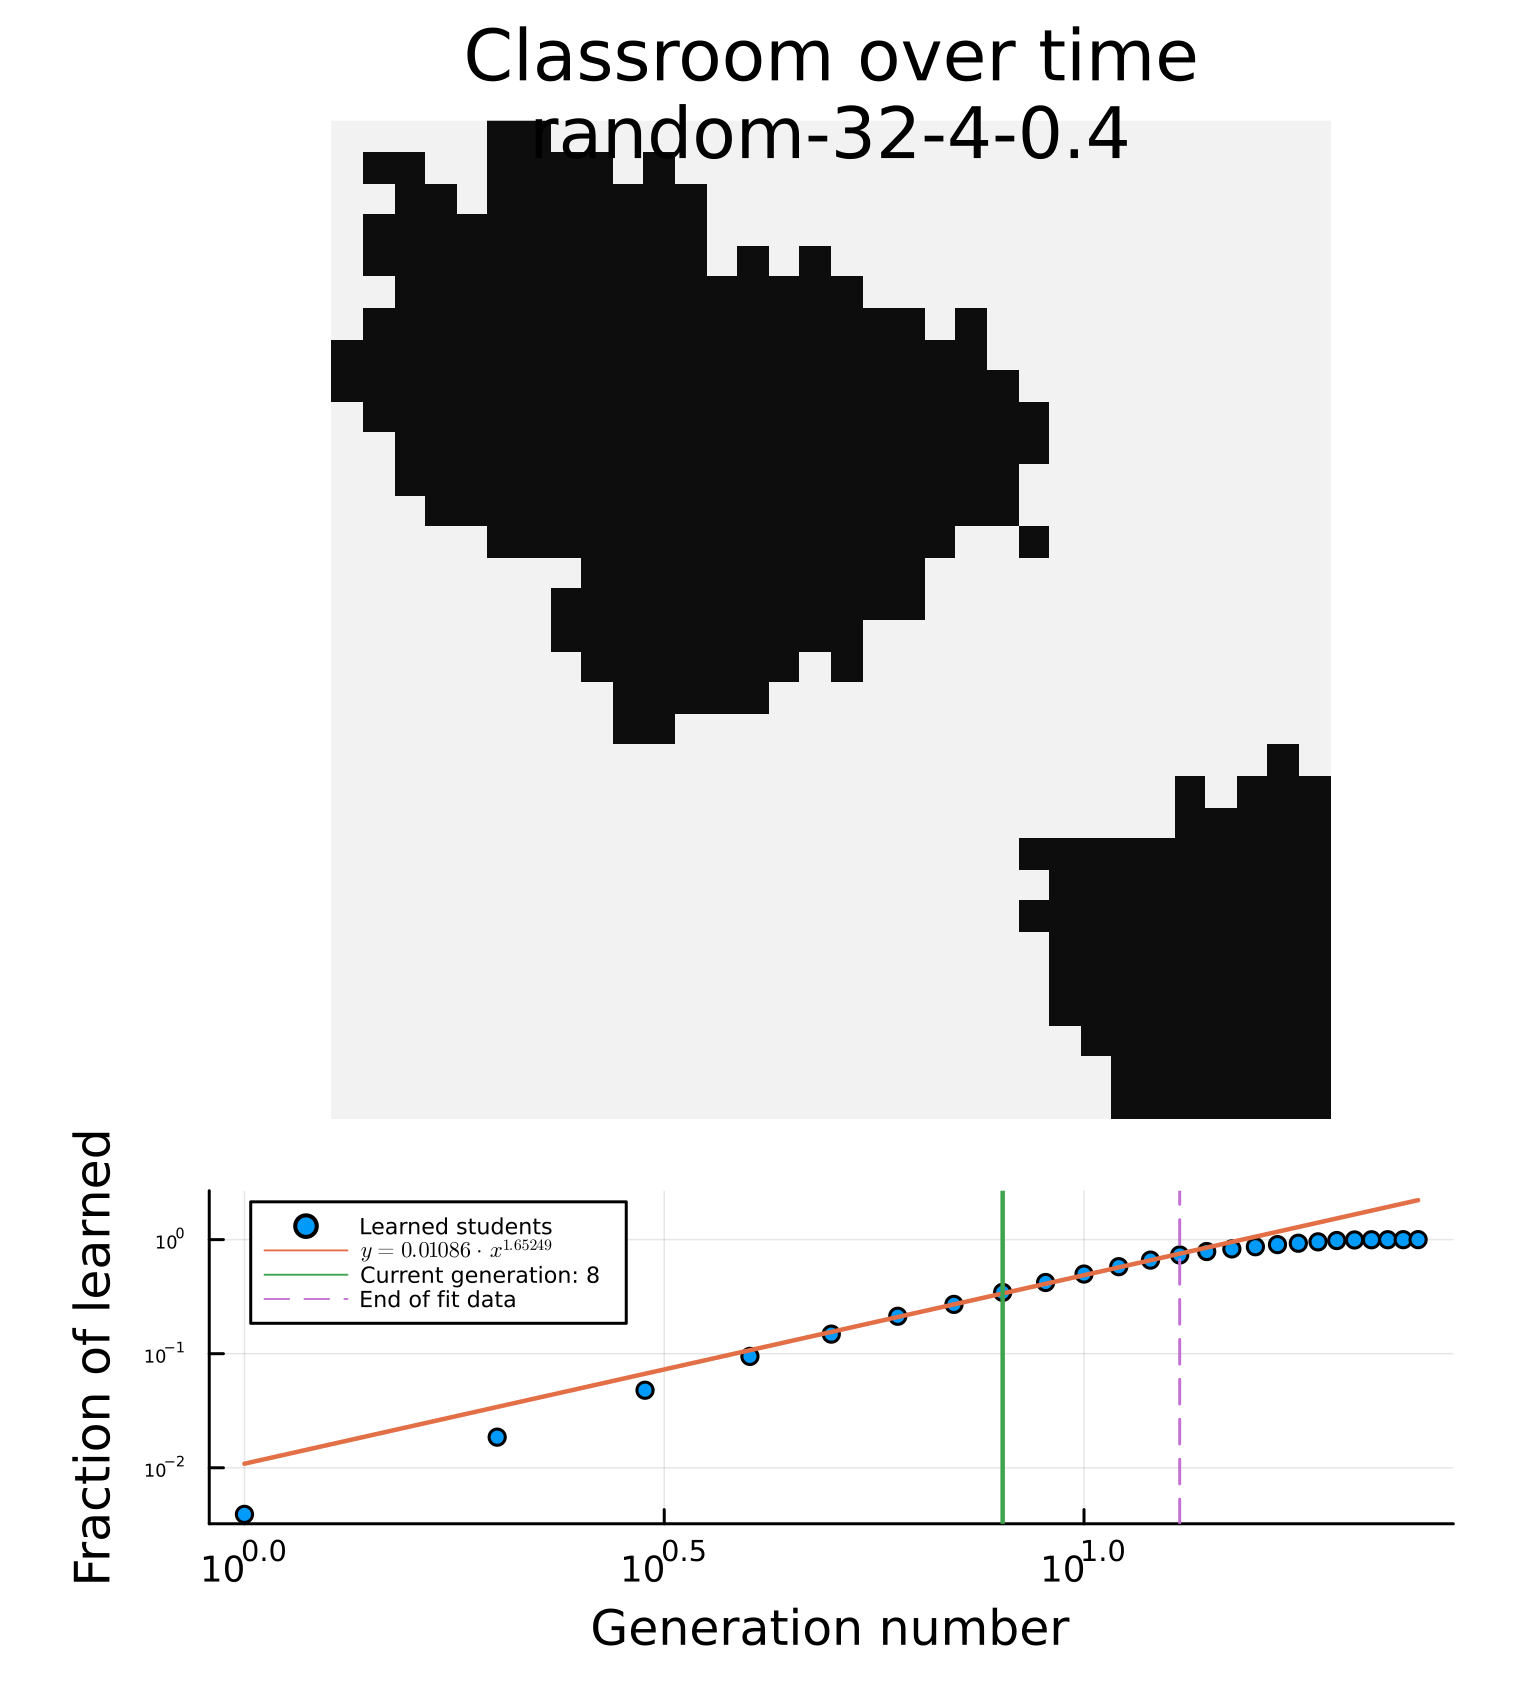 Classroom over time
random-32-4-0.4
Fraction of learned
10⁰
10⁻¹
10⁻²
Learned students
y = 0.01086 · x^1.65249
Current generation: 8
End of fit data
10^0.0
10^0.5
10^1.0
Generation number